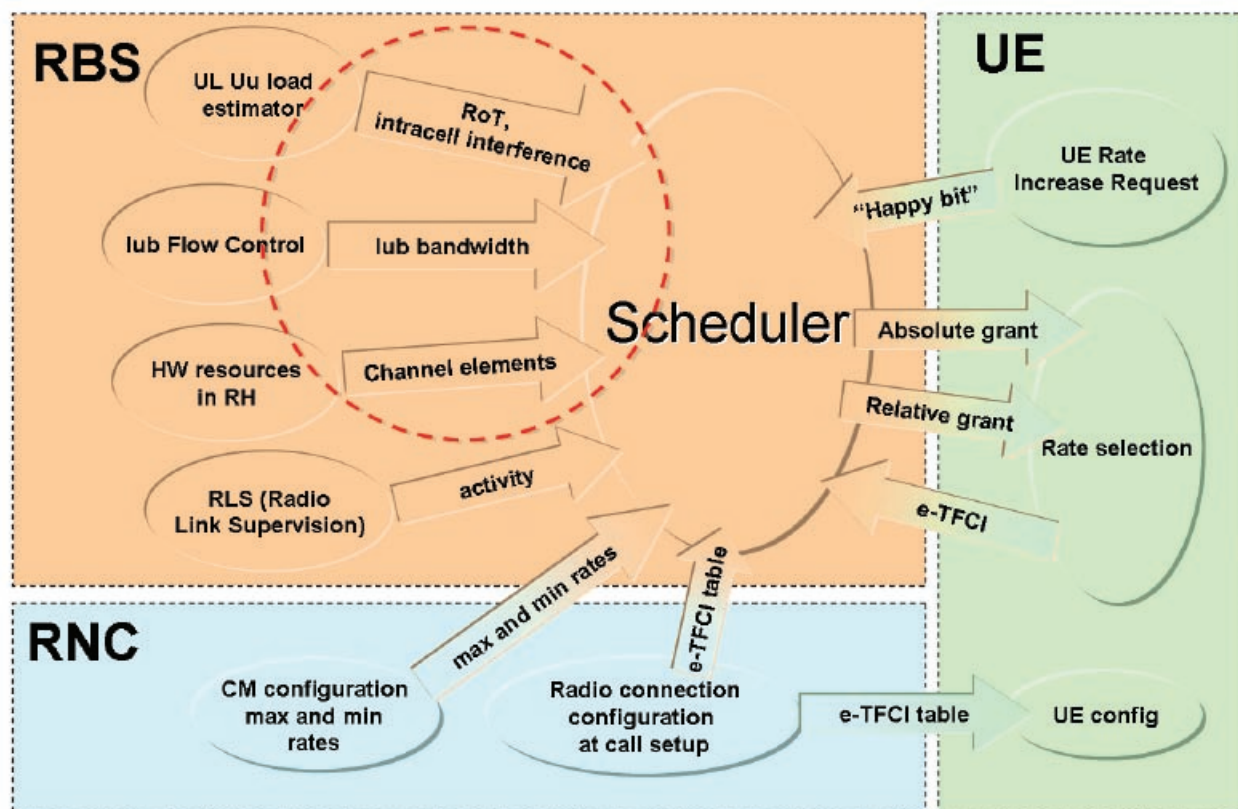 RBS
UL Uu load
estimator
RoT,
intracell interference
Iub Flow Control
Iub bandwidth
HW resources
in RH
Channel elements
RLS (Radio
Link Supervision)
activity
Scheduler
UE
UE Rate
Increase Request
“Happy bit”
Absolute grant
Relative grant
Rate selection
e-TFCI
RNC
max and min rates
e-TFCI table
CM configuration
max and min
rates
Radio connection
configuration
at call setup
e-TFCI table
UE config